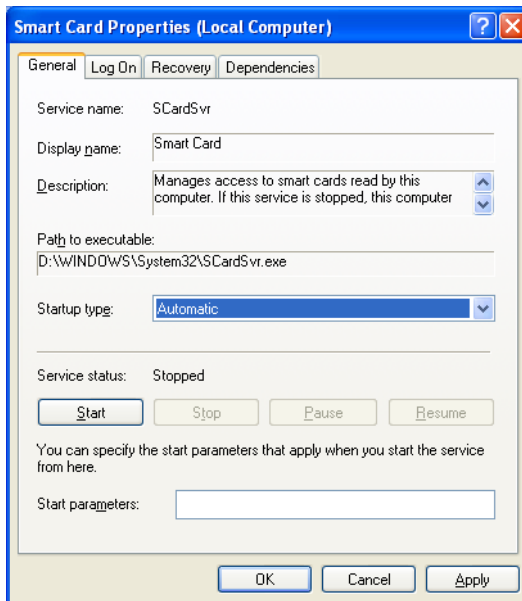 Smart Card Properties (Local Computer)
General Log On Recovery Dependencies
Service name: SCardSvr
Display name: Smart Card
Description: Manages access to smart cards read by this
computer. If this service is stopped, this computer
Path to executable:
D:\WINDOWS\System32\SCardSvr.exe
Startup type: Automatic
Service status: Stopped
Start Stop Pause Resume
You can specify the start parameters that apply when you start the service
from here.
Start parameters:
OK Cancel Apply